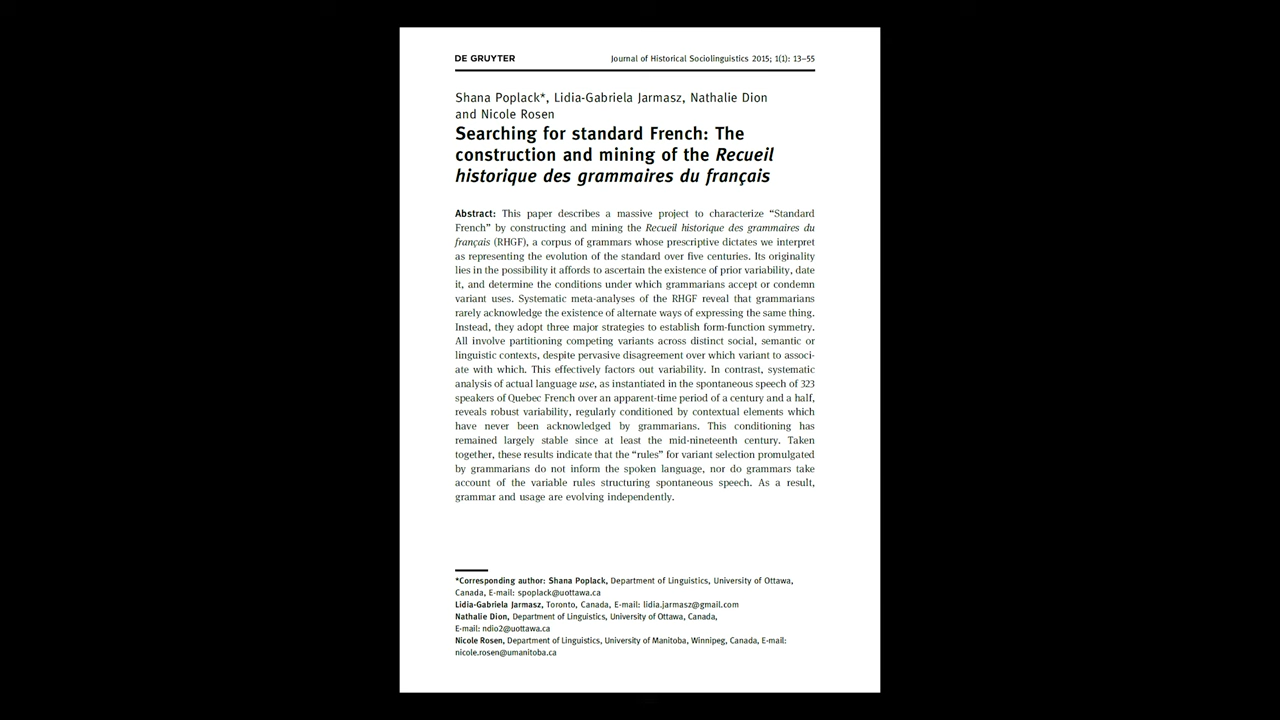 DE GRUYTER
Journal of Historical Sociolinguistics 2015; 1(1): 13–55
Shana Poplack*, Lidia-Gabriela Jarmasz, Nathalie Dion
and Nicole Rosen
Searching for standard French: The
construction and mining of the Recueil
historique des grammaires du français
Abstract: This paper describes a massive project to characterize “Standard
French” by constructing and mining the Recueil historique des grammaires du
français (RHGF), a corpus of grammars whose prescriptive dictates we interpret
as representing the evolution of the standard over five centuries. Its originality
lies in the possibility it affords to ascertain the existence of prior variability, date
it, and determine the conditions under which grammarians accept or condemn
variant uses. Systematic meta-analyses of the RHGF reveal that grammarians
rarely acknowledge the existence of alternate ways of expressing the same thing.
Instead, they adopt three major strategies to establish form-function symmetry.
All involve partitioning competing variants across distinct social, semantic or
linguistic contexts, despite pervasive disagreement over which variant to associ-
ate with which. This effectively factors out variability. In contrast, systematic
analysis of actual language use, as instantiated in the spontaneous speech of 323
speakers of Quebec French over an apparent-time period of a century and a half,
reveals robust variability, regularly conditioned by contextual elements which
have never been acknowledged by grammarians. This conditioning has
remained largely stable since at least the mid-nineteenth century. Taken
together, these results indicate that the “rules” for variant selection promulgated
by grammarians do not inform the spoken language, nor do grammars take
account of the variable rules structuring spontaneous speech. As a result,
grammar and usage are evolving independently.
*Corresponding author: Shana Poplack, Department of Linguistics, University of Ottawa,
Canada, E-mail: spoplack@uottawa.ca
Lidia-Gabriela Jarmasz, Toronto, Canada, E-mail: lidia.jarmasz@gmail.com
Nathalie Dion, Department of Linguistics, University of Ottawa, Canada,
E-mail: ndio2@uottawa.ca
Nicole Rosen, Department of Linguistics, University of Manitoba, Winnipeg, Canada, E-mail:
nicole.rosen@umanitoba.ca